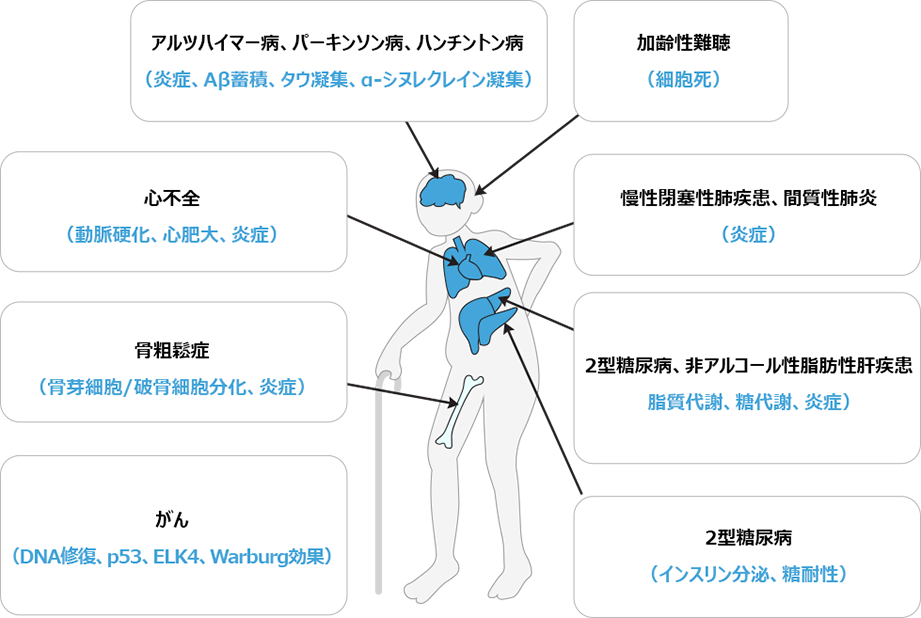 アルツハイマー病、パーキンソン病、ハンチントン病
（炎症、Aβ蓄積、タウ凝集、α-シヌレクレイン凝集）
加齢性難聴
（細胞死）
心不全
（動脈硬化、心肥大、炎症）
慢性閉塞性肺疾患、間質性肺炎
（炎症）
骨粗鬆症
（骨芽細胞/破骨細胞分化、炎症）
2型糖尿病、非アルコール性脂肪性肝疾患
脂質代謝、糖代謝、炎症）
がん
（DNA修復、p53、ELK4、Warburg効果）
2型糖尿病
（インスリン分泌、糖耐性）